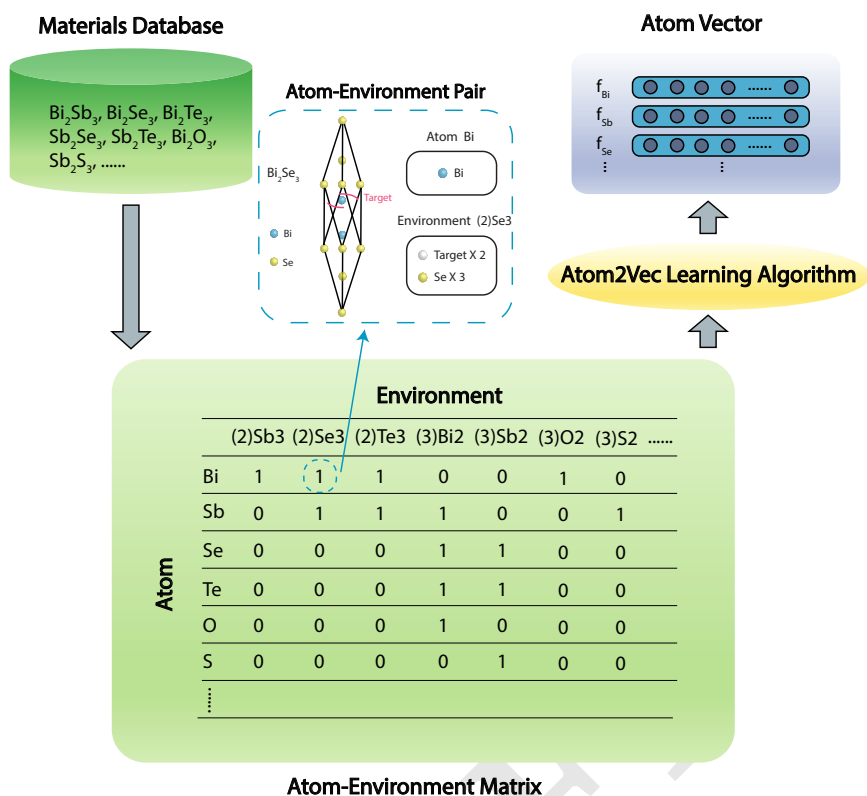 Materials Database
Bi₂Sb₃, Bi₂Se₃, Bi₂Te₃,
Sb₂Se₃, Sb₂Te₃, Bi₂O₃,
Sb₂S₃, ......
Atom-Environment Pair
Bi₂Se₃
Bi
Se
Target
Atom Bi
Bi
Environment (2)Se3
Target X 2
Se X 3
Atom Vector
f_Bi ......
f_Sb ......
f_Se ......
Atom2Vec Learning Algorithm
Environment
(2)Sb3 (2)Se3 (2)Te3 (3)Bi2 (3)Sb2 (3)O2 (3)S2 ......
Bi 1 1 1 0 0 1 0
Sb 0 1 1 1 0 0 1
Se 0 0 0 1 1 0 0
Te 0 0 0 1 1 0 0
O 0 0 0 1 0 0 0
S 0 0 0 0 1 0 0
Atom
Atom-Environment Matrix